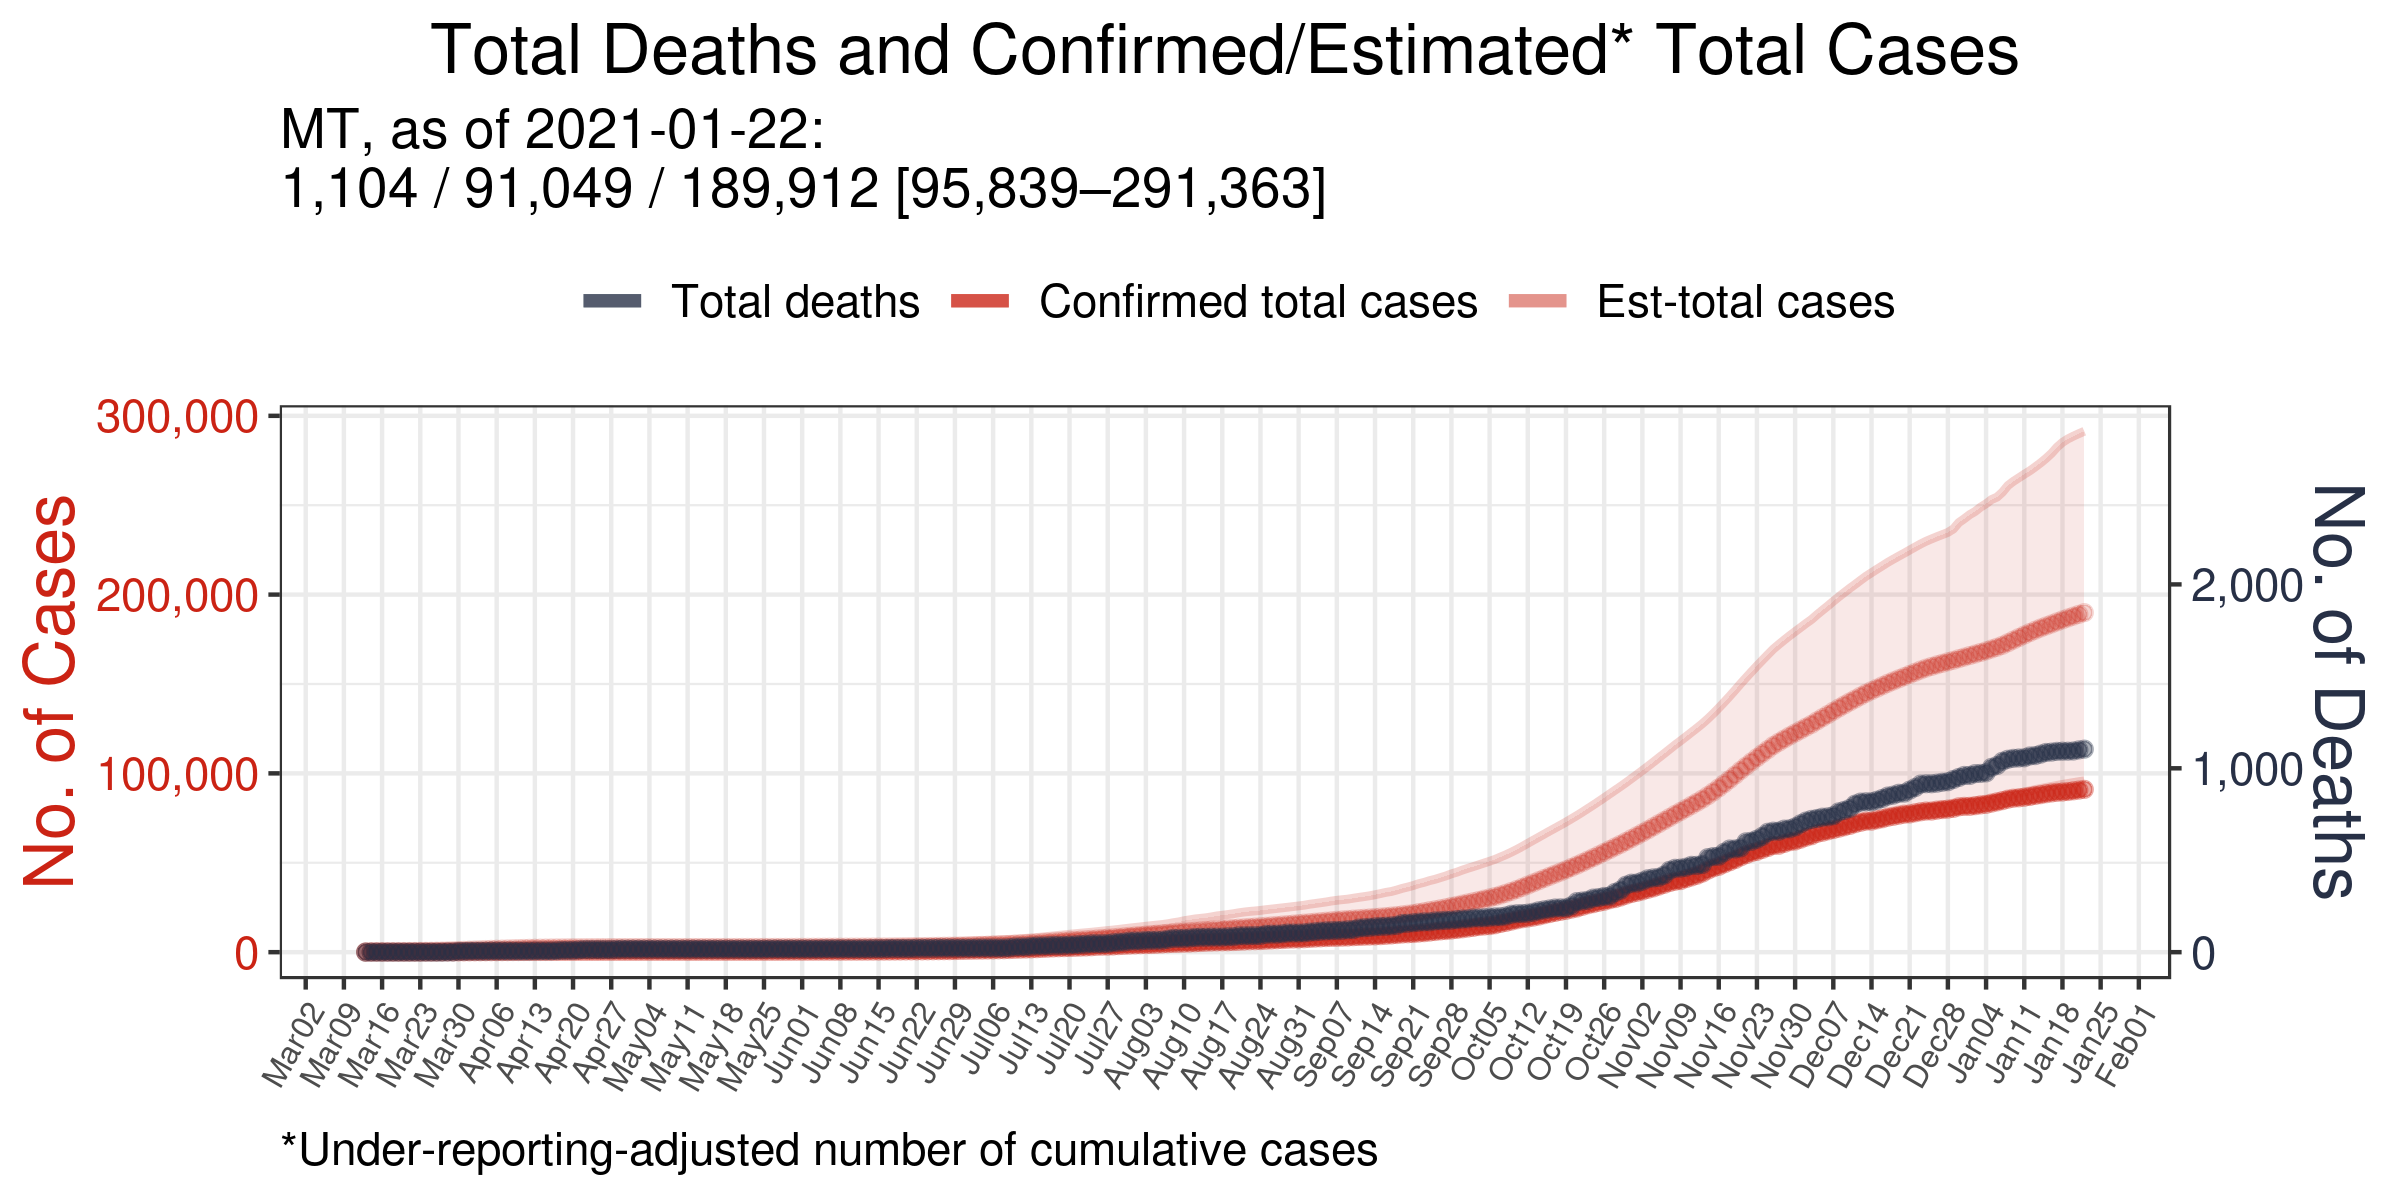 Total Deaths and Confirmed/Estimated* Total Cases
MT, as of 2021-01-22:
1,104 / 91,049 / 189,912 [95,839–291,363]
Total deaths
Confirmed total cases
Est-total cases
No. of Cases
300,000
200,000
100,000
0
No. of Deaths
2,000
1,000
0
Mar02
Mar09
Mar16
Mar23
Mar30
Apr06
Apr13
Apr20
Apr27
May04
May11
May18
May25
Jun01
Jun08
Jun15
Jun22
Jun29
Jul06
Jul13
Jul20
Jul27
Aug03
Aug10
Aug17
Aug24
Aug31
Sep07
Sep14
Sep21
Sep28
Oct05
Oct12
Oct19
Oct26
Nov02
Nov09
Nov16
Nov23
Nov30
Dec07
Dec14
Dec21
Dec28
Jan04
Jan11
Jan18
Jan25
Feb01
*Under-reporting-adjusted number of cumulative cases